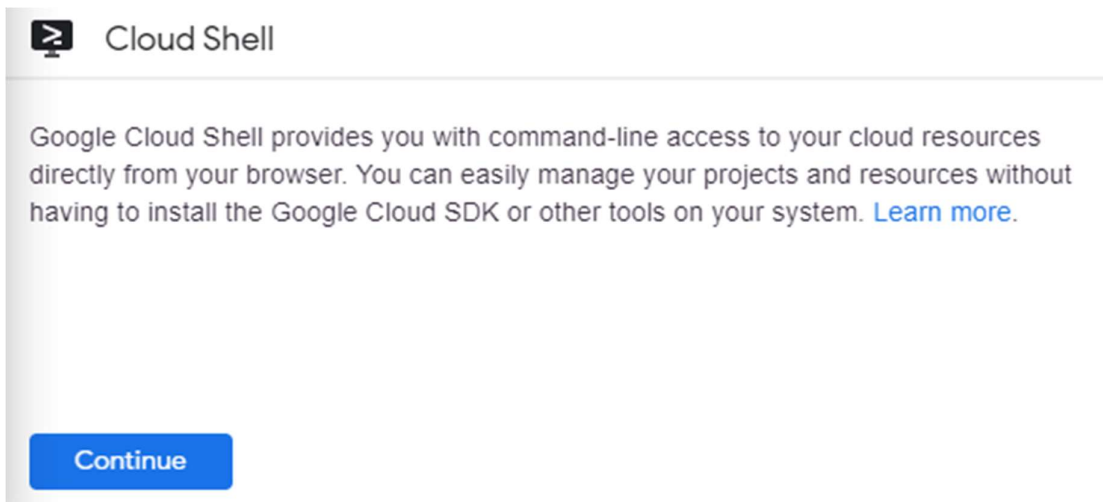 Cloud Shell
Google Cloud Shell provides you with command-line access to your cloud resources
directly from your browser. You can easily manage your projects and resources without
having to install the Google Cloud SDK or other tools on your system. Learn more.
Continue